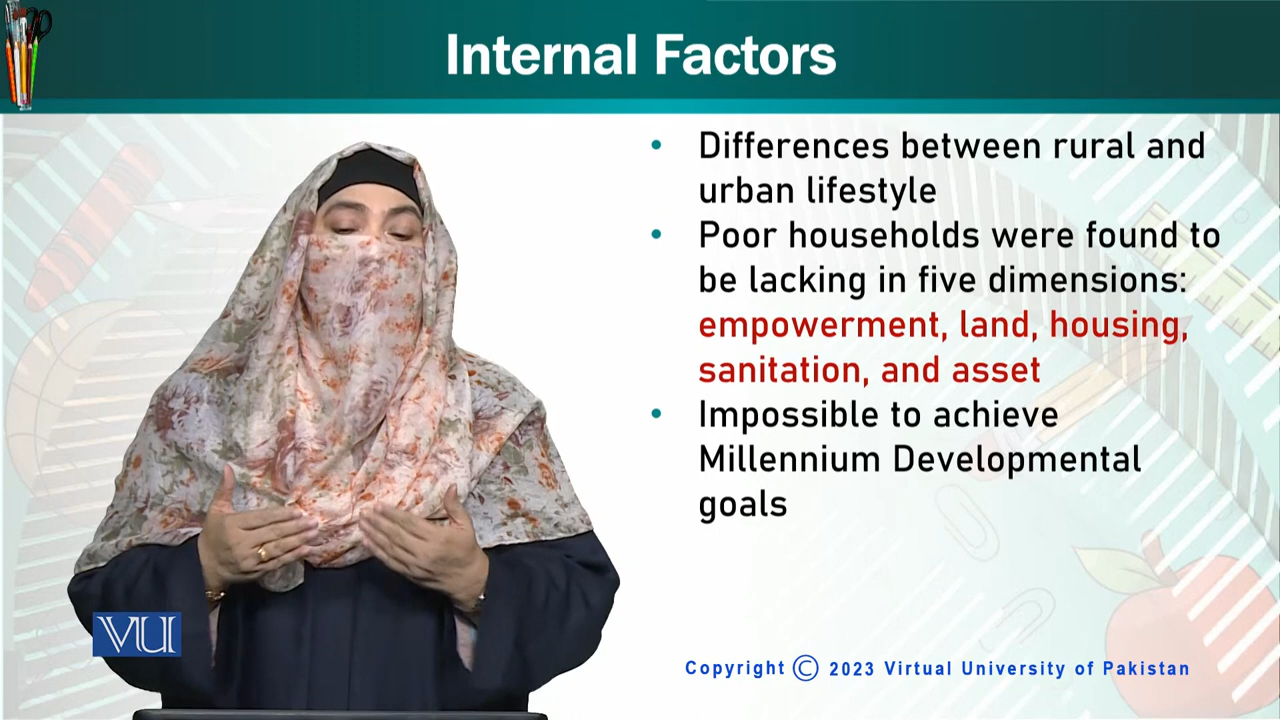 Internal Factors
• Differences between rural and
urban lifestyle
• Poor households were found to
be lacking in five dimensions:
empowerment, land, housing,
sanitation, and asset
• Impossible to achieve
Millennium Developmental
goals
VU
Copyright © 2023 Virtual University of Pakistan